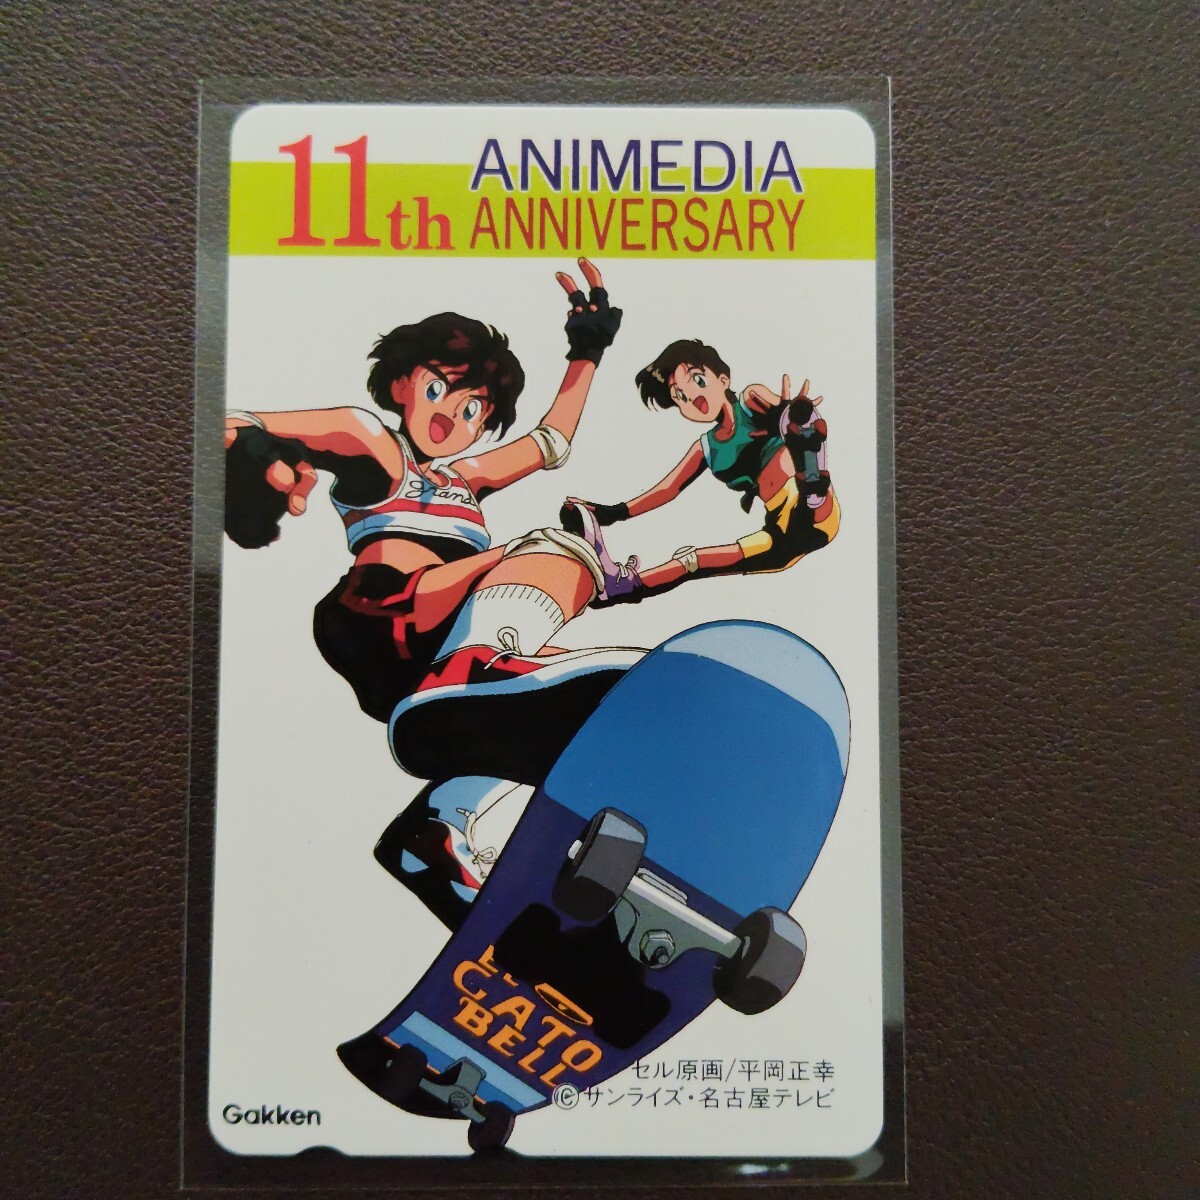 11th
ANIMEDIA
ANNIVERSARY
grand
GATO
BELL
セル原画/平岡正幸
©サンライズ・名古屋テレビ
Gakken